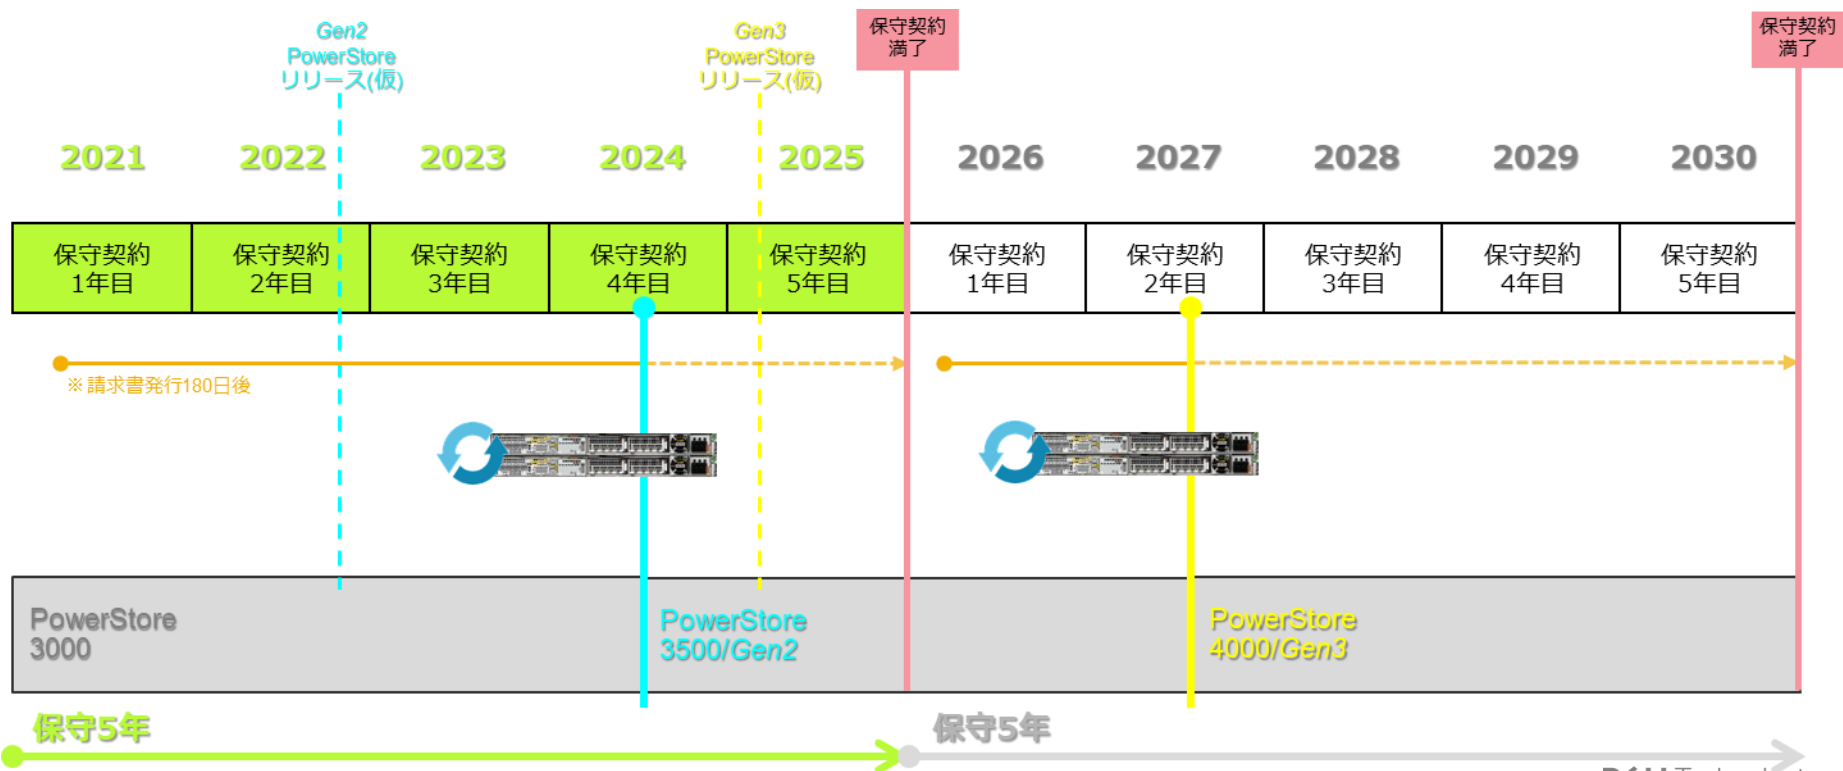 Gen2
PowerStore
リリース(仮)
Gen3
PowerStore
リリース(仮)
保守契約
満了
保守契約
満了
2021
2022
2023
2024
2025
2026
2027
2028
2029
2030
保守契約
1年目
保守契約
2年目
保守契約
3年目
保守契約
4年目
保守契約
5年目
保守契約
1年目
保守契約
2年目
保守契約
3年目
保守契約
4年目
保守契約
5年目
※請求書発行180日後
PowerStore
3000
PowerStore
3500/Gen2
PowerStore
4000/Gen3
保守5年
保守5年